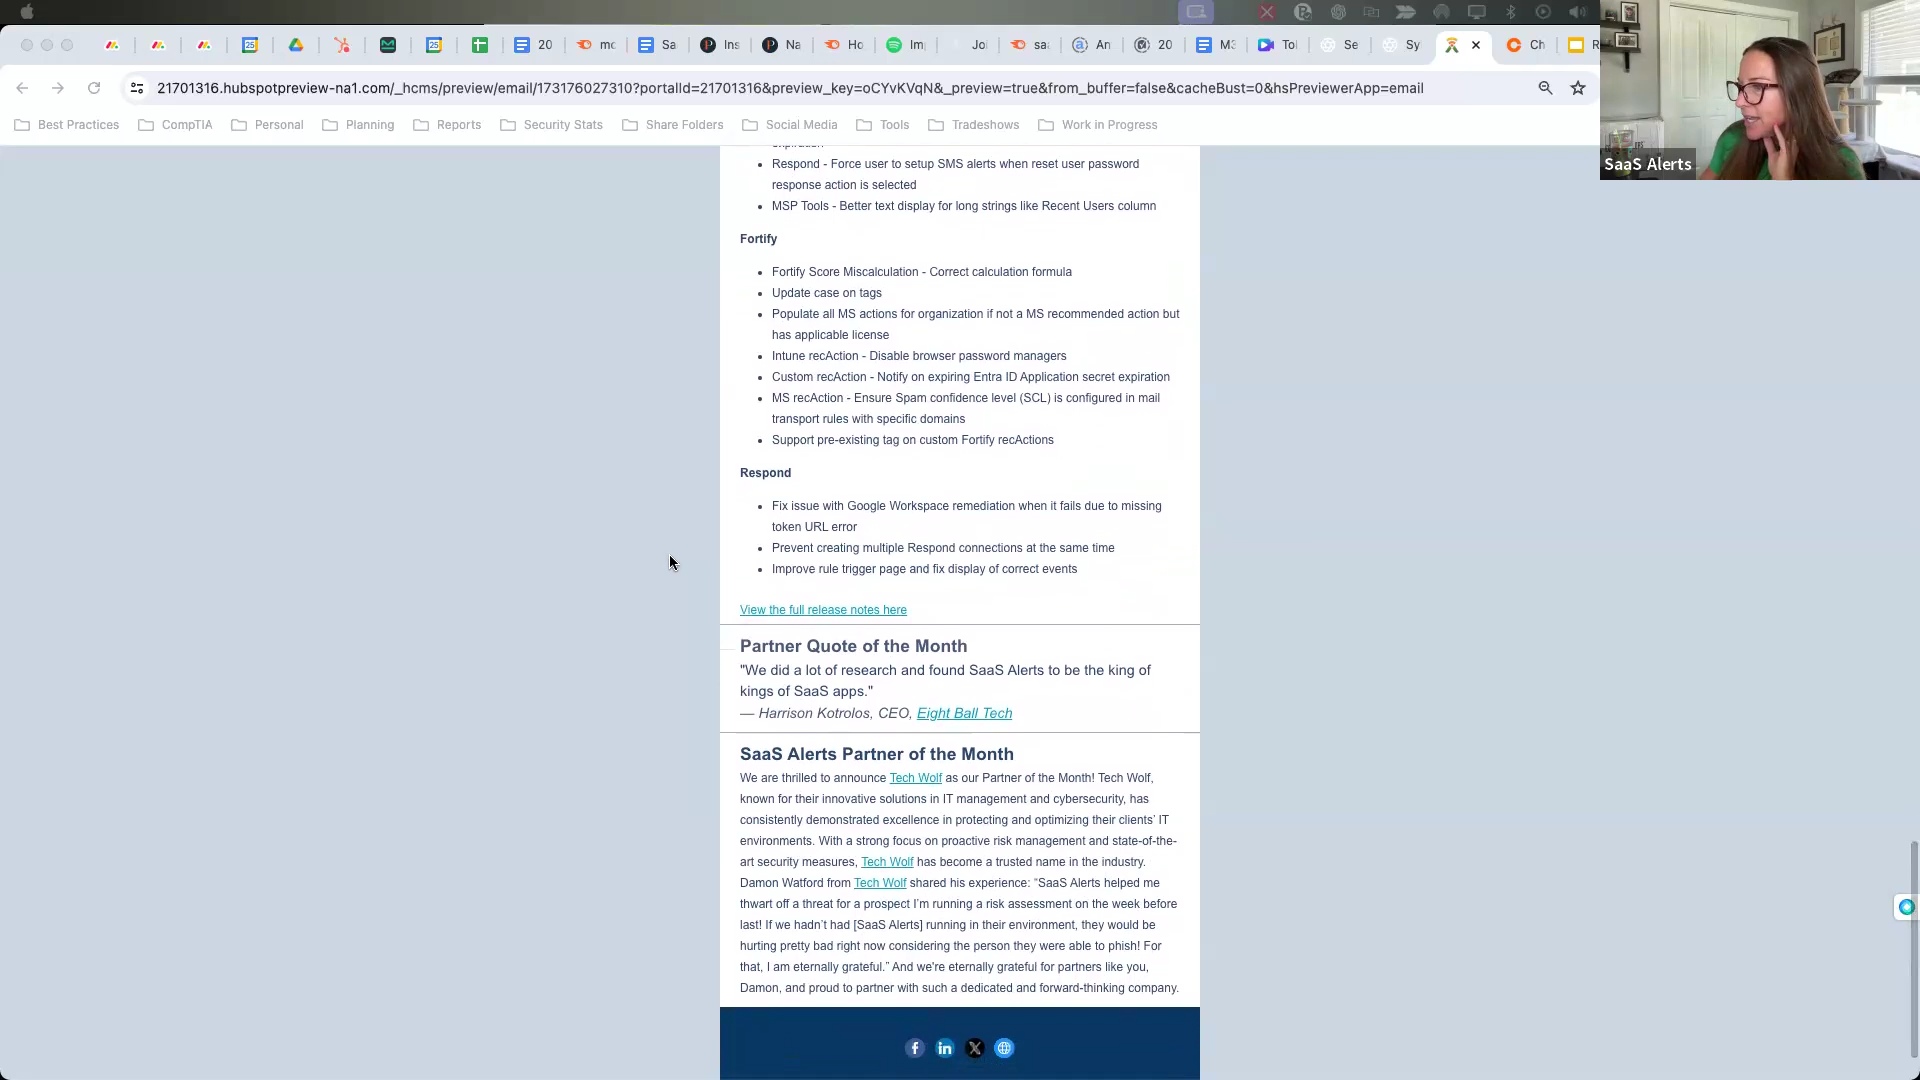 20
mo
Sa
Ins
Na
Ho
Im
Joi
sa
An
20
M3
To
Se
Sy
Ch
R
21701316.hubspotpreview-na1.com/_hcms/preview/email/173176027310?portalId=21701316&preview_key=oCYvKVqN&_preview=true&from_buffer=false&cacheBust=0&hsPreviewerApp=email
Best Practices
CompTIA
Personal
Planning
Reports
Security Stats
Share Folders
Social Media
Tools
Tradeshows
Work in Progress
SaaS Alerts
expiration
• Respond - Force user to setup SMS alerts when reset user password
response action is selected
• MSP Tools - Better text display for long strings like Recent Users column
Fortify
• Fortify Score Miscalculation - Correct calculation formula
• Update case on tags
• Populate all MS actions for organization if not a MS recommended action but
has applicable license
• Intune recAction - Disable browser password managers
• Custom recAction - Notify on expiring Entra ID Application secret expiration
• MS recAction - Ensure Spam confidence level (SCL) is configured in mail
transport rules with specific domains
• Support pre-existing tag on custom Fortify recActions
Respond
• Fix issue with Google Workspace remediation when it fails due to missing
token URL error
• Prevent creating multiple Respond connections at the same time
• Improve rule trigger page and fix display of correct events
View the full release notes here
Partner Quote of the Month
"We did a lot of research and found SaaS Alerts to be the king of
kings of SaaS apps."
— Harrison Kotrolos, CEO, Eight Ball Tech
SaaS Alerts Partner of the Month
We are thrilled to announce Tech Wolf as our Partner of the Month! Tech Wolf,
known for their innovative solutions in IT management and cybersecurity, has
consistently demonstrated excellence in protecting and optimizing their clients’ IT
environments. With a strong focus on proactive risk management and state-of-the-
art security measures, Tech Wolf has become a trusted name in the industry.
Damon Watford from Tech Wolf shared his experience: “SaaS Alerts helped me
thwart off a threat for a prospect I’m running a risk assessment on the week before
last! If we hadn’t had [SaaS Alerts] running in their environment, they would be
hurting pretty bad right now considering the person they were able to phish! For
that, I am eternally grateful.” And we're eternally grateful for partners like you,
Damon, and proud to partner with such a dedicated and forward-thinking company.